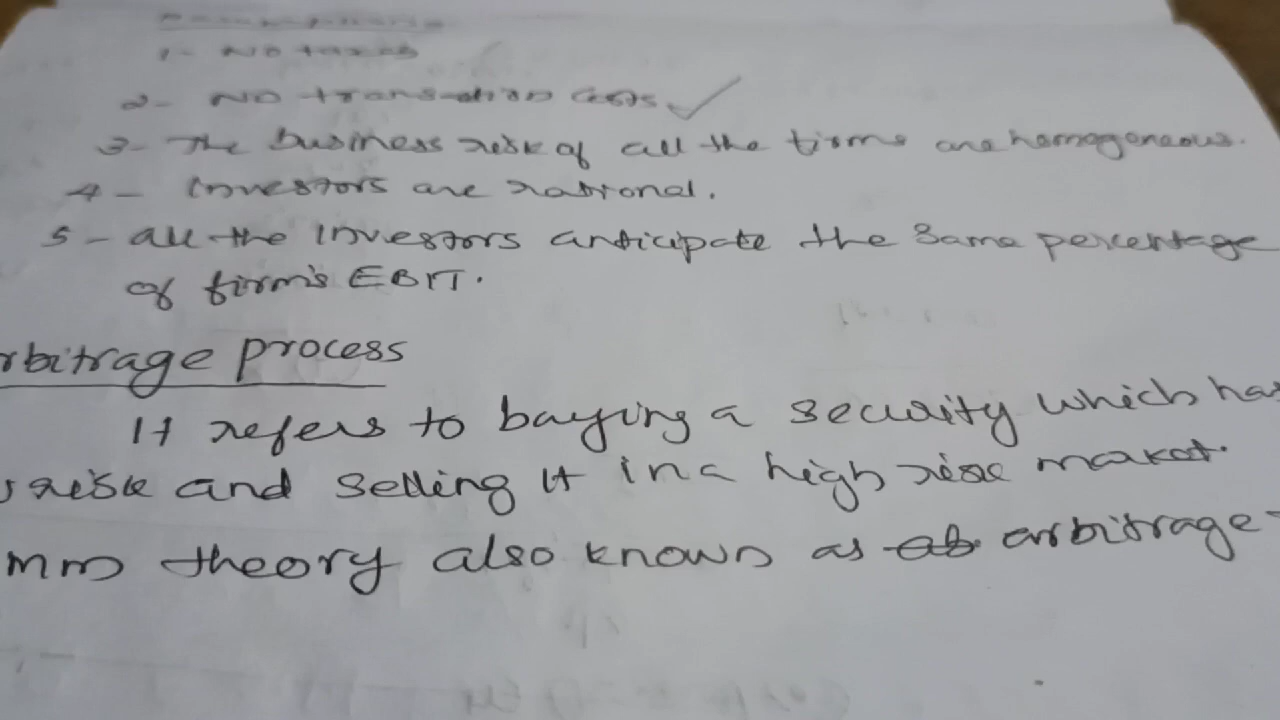 1- No taxes
2- No transaction costs ✓
3- The business risk of all the firms are homogoneous.
4- Investors are rational.
5- all the investors anticipate the same percentage
of firm's EBIT.
rbitrage process
It refers to buying a security which has
risk and selling it in a high risk market.
mm theory also known as ab arbitrage-